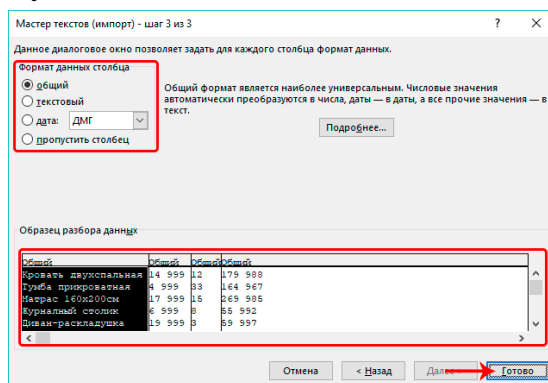 Мастер текстов (импорт) - шаг 3 из 3
? ×
Данное диалоговое окно позволяет задать для каждого столбца формат данных.
Формат данных столбца
общий
текстовый
дата: ДМГ
пропустить столбец
Общий формат является наиболее универсальным. Числовые значения
автоматически преобразуются в числа, даты — в даты, а все прочие значения — в
текст.
Подробнее...
Образец разбора данных
Общий Общий Общий Общий
Кровать двухспальная 14 999 12 179 988
Тумба прикроватная 4 999 33 164 967
Матрас 160х200см 17 999 15 269 985
Журнальный столик 6 999 8 55 992
Диван-раскладушка 19 999 3 59 997
Отмена < Назад Далее Готово